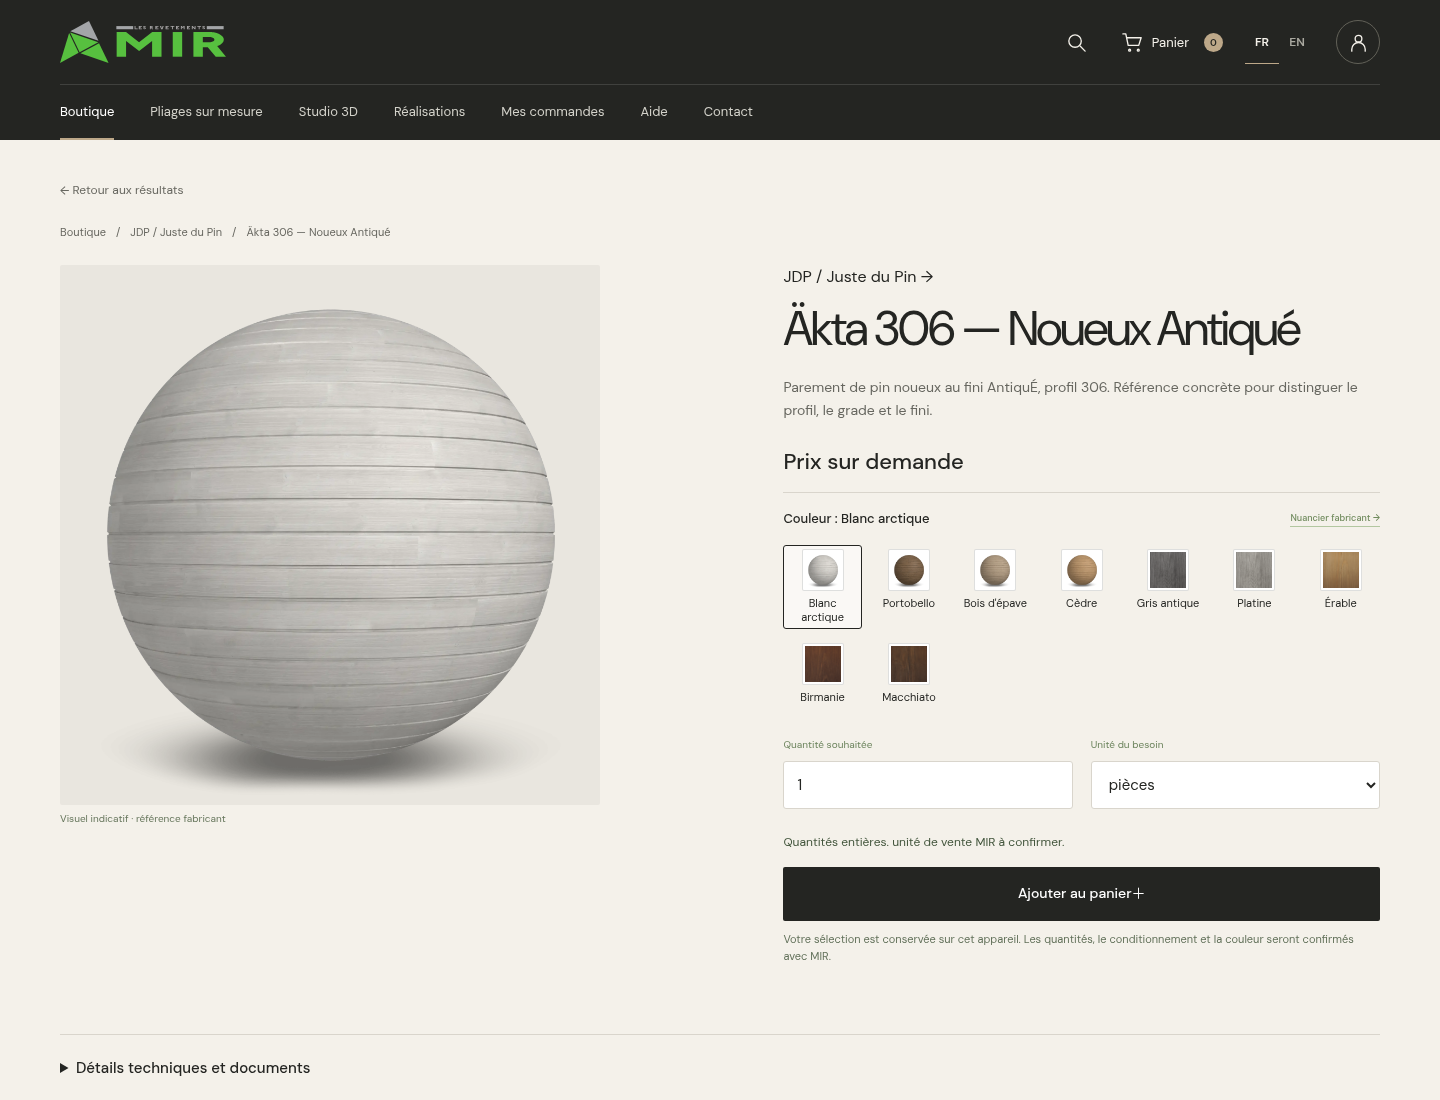 LES REVÊTEMENTS
MIR
Panier 0 FR EN
Boutique Pliages sur mesure Studio 3D Réalisations Mes commandes Aide Contact
← Retour aux résultats
Boutique / JDP / Juste du Pin / Äkta 306 — Noueux Antiqué
JDP / Juste du Pin →
Äkta 306 — Noueux Antiqué
Parement de pin noueux au fini AntiquÉ, profil 306. Référence concrète pour distinguer le
profil, le grade et le fini.
Prix sur demande
Couleur : Blanc arctique Nuancier fabricant →
Blanc arctique Portobello Bois d'épave Cèdre Gris antique Platine Érable
Birmanie Macchiato
Quantité souhaitée Unité du besoin
1 pièces
Quantités entières. unité de vente MIR à confirmer.
Ajouter au panier+
Votre sélection est conservée sur cet appareil. Les quantités, le conditionnement et la couleur seront confirmés
avec MIR.
Visuel indicatif · référence fabricant
▶ Détails techniques et documents